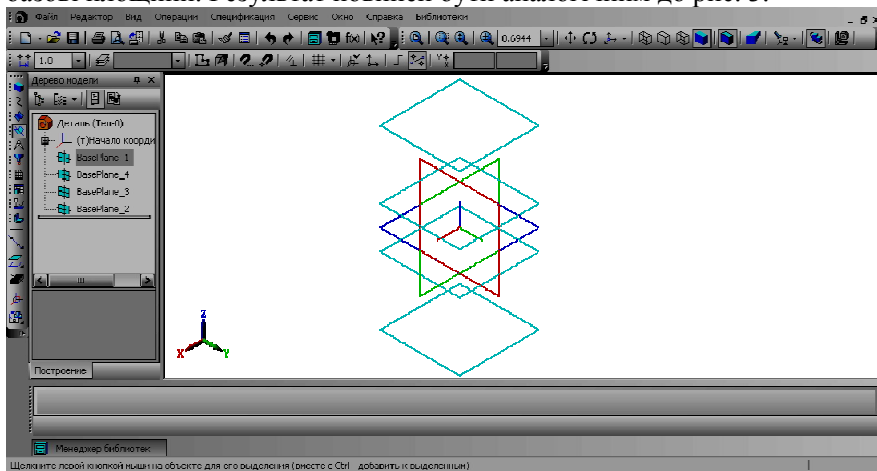 базові площини. Результат повинен бути аналогічним до рис. 3.
Файл Редактор Вид Операции Спецификация Сервис Окно Справка Библиотеки
0.6944
1.0
Дерево модели
Деталь (Тел-0)
(т)Начало коорди
BasePlane_1
BasePlane_4
BasePlane_3
BasePlane_2
Z
X Y
Построение
Менеджер библиотек
Щелкните левой кнопкой мыши на объекте для его выделения (вместе с Ctrl - добавить к выделенным)